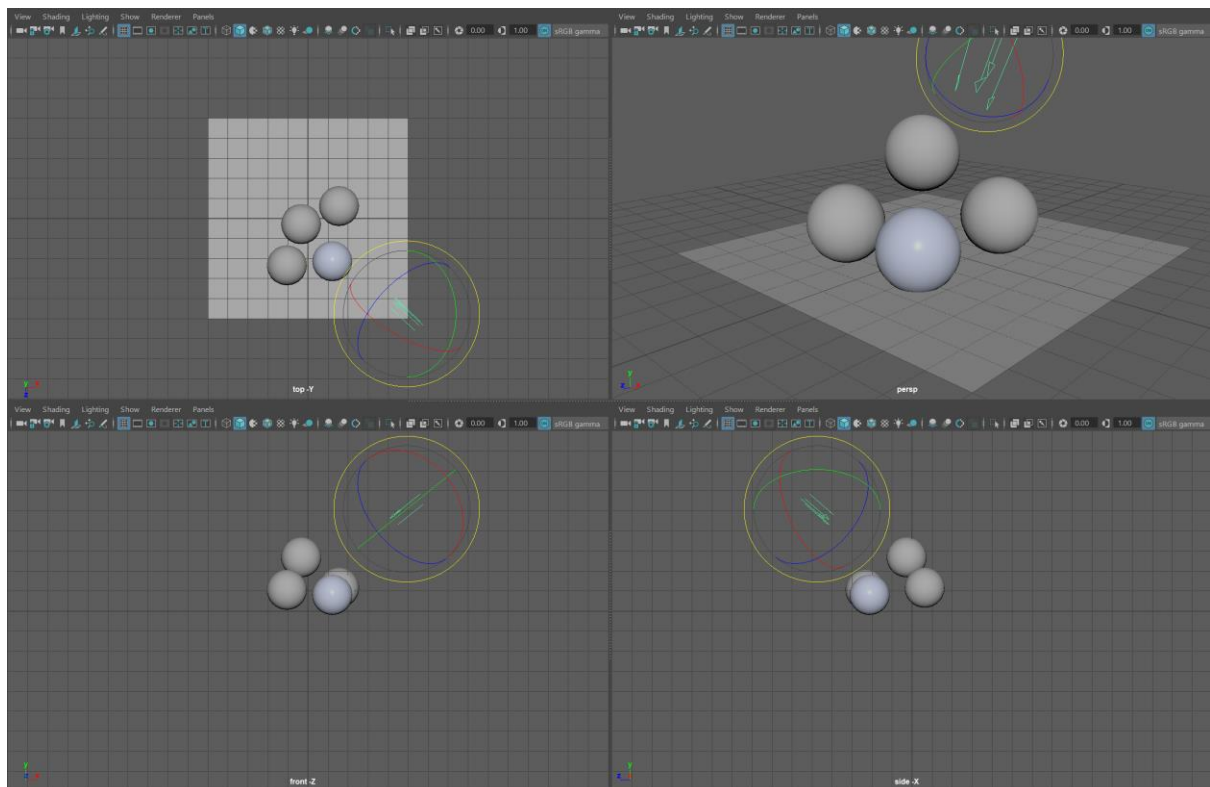 View Shading Lighting Show Renderer Panels
0.00 1.00 sRGB gamma
top -Y
View Shading Lighting Show Renderer Panels
0.00 1.00 sRGB gamma
persp
View Shading Lighting Show Renderer Panels
0.00 1.00 sRGB gamma
front -Z
View Shading Lighting Show Renderer Panels
0.00 1.00 sRGB gamma
side -X